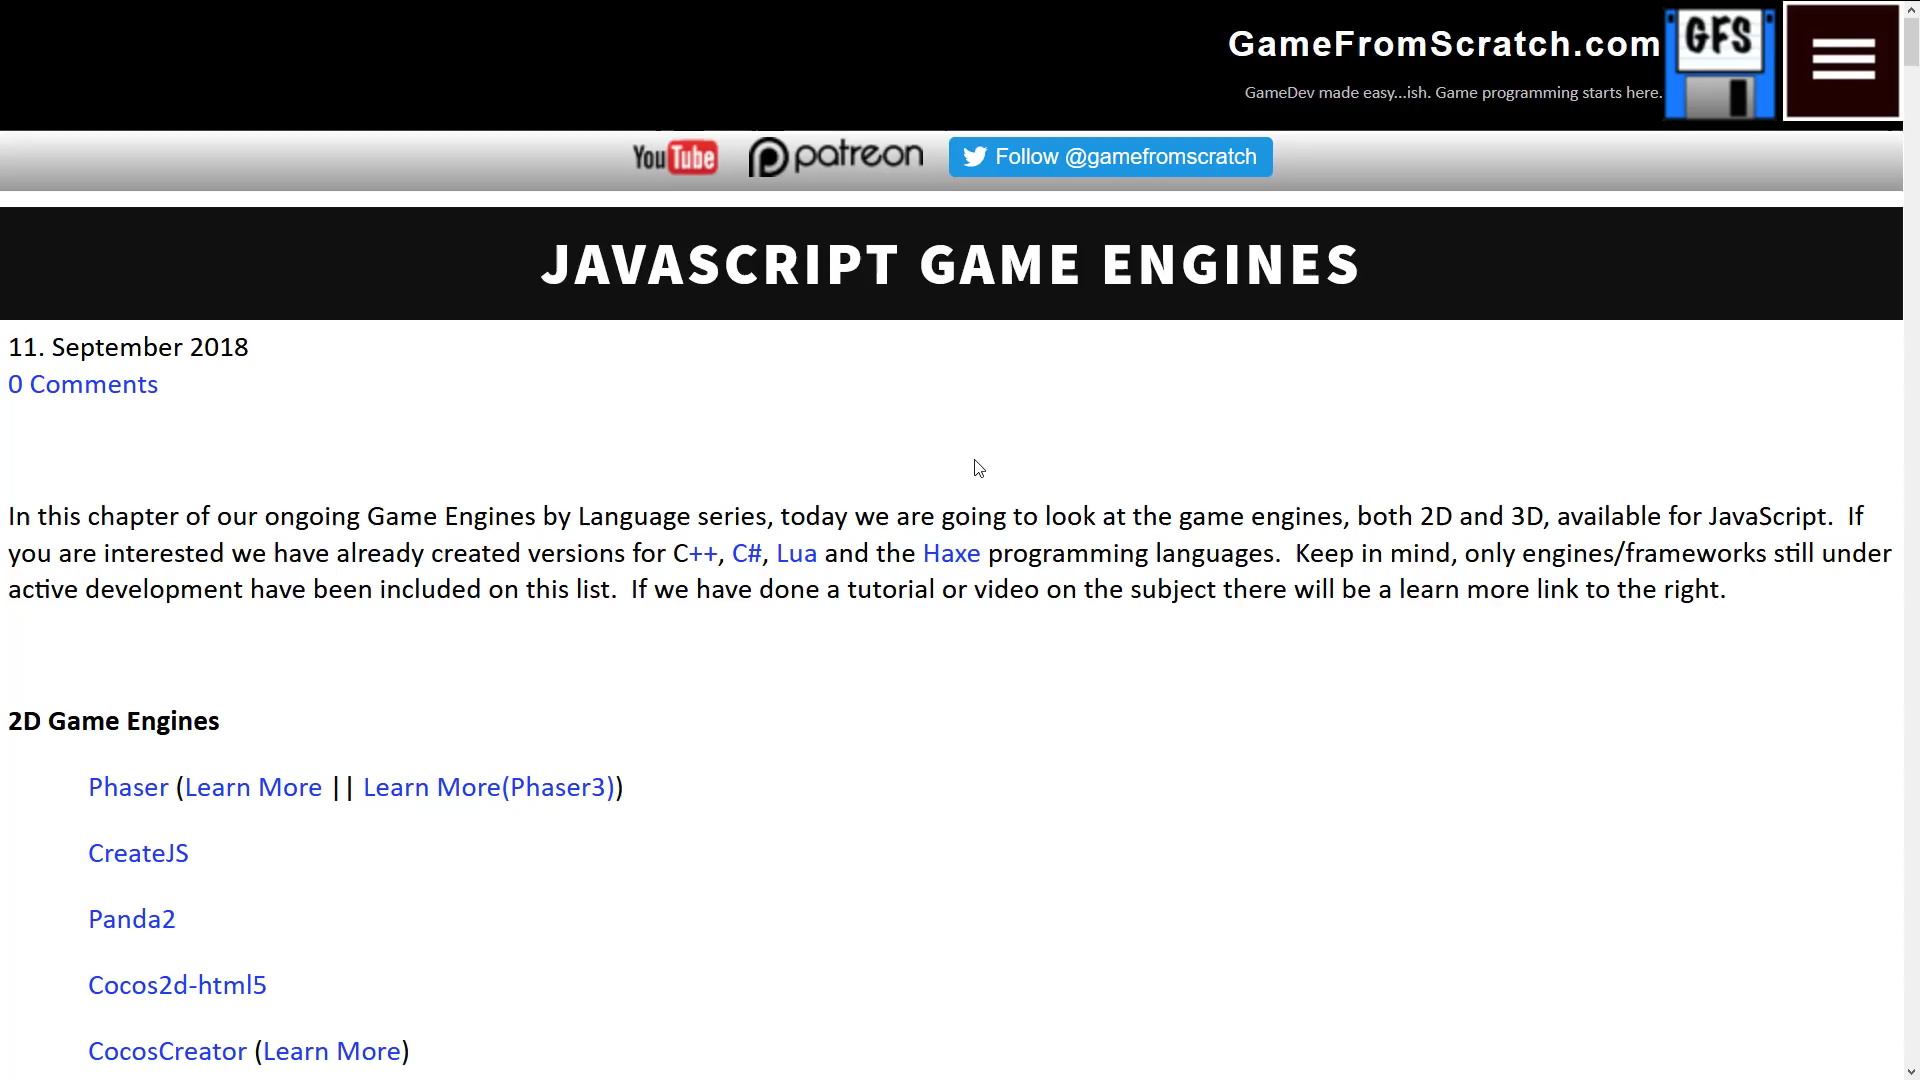 GameFromScratch.com
GFS
GameDev made easy...ish. Game programming starts here.
YouTube
patreon
Follow @gamefromscratch
JAVASCRIPT GAME ENGINES
11. September 2018
0 Comments
In this chapter of our ongoing Game Engines by Language series, today we are going to look at the game engines, both 2D and 3D, available for JavaScript.  If
you are interested we have already created versions for C++, C#, Lua and the Haxe programming languages.  Keep in mind, only engines/frameworks still under
active development have been included on this list.  If we have done a tutorial or video on the subject there will be a learn more link to the right.
2D Game Engines
Phaser (Learn More || Learn More(Phaser3))
CreateJS
Panda2
Cocos2d-html5
CocosCreator (Learn More)